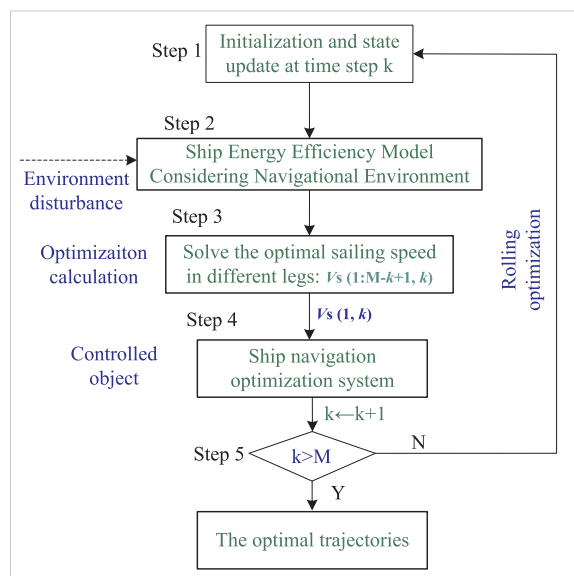 Step 1
Initialization and state
update at time step k
Step 2
Ship Energy Efficiency Model
Considering Navigational Environment
Environment
disturbance
Step 3
Optimizaiton
calculation
Solve the optimal sailing speed
in different legs: Vs (1:M-k+1, k)
Rolling
optimization
Vs (1, k)
Step 4
Controlled
object
Ship navigation
optimization system
k←k+1
Step 5
k>M
N
Y
The optimal trajectories